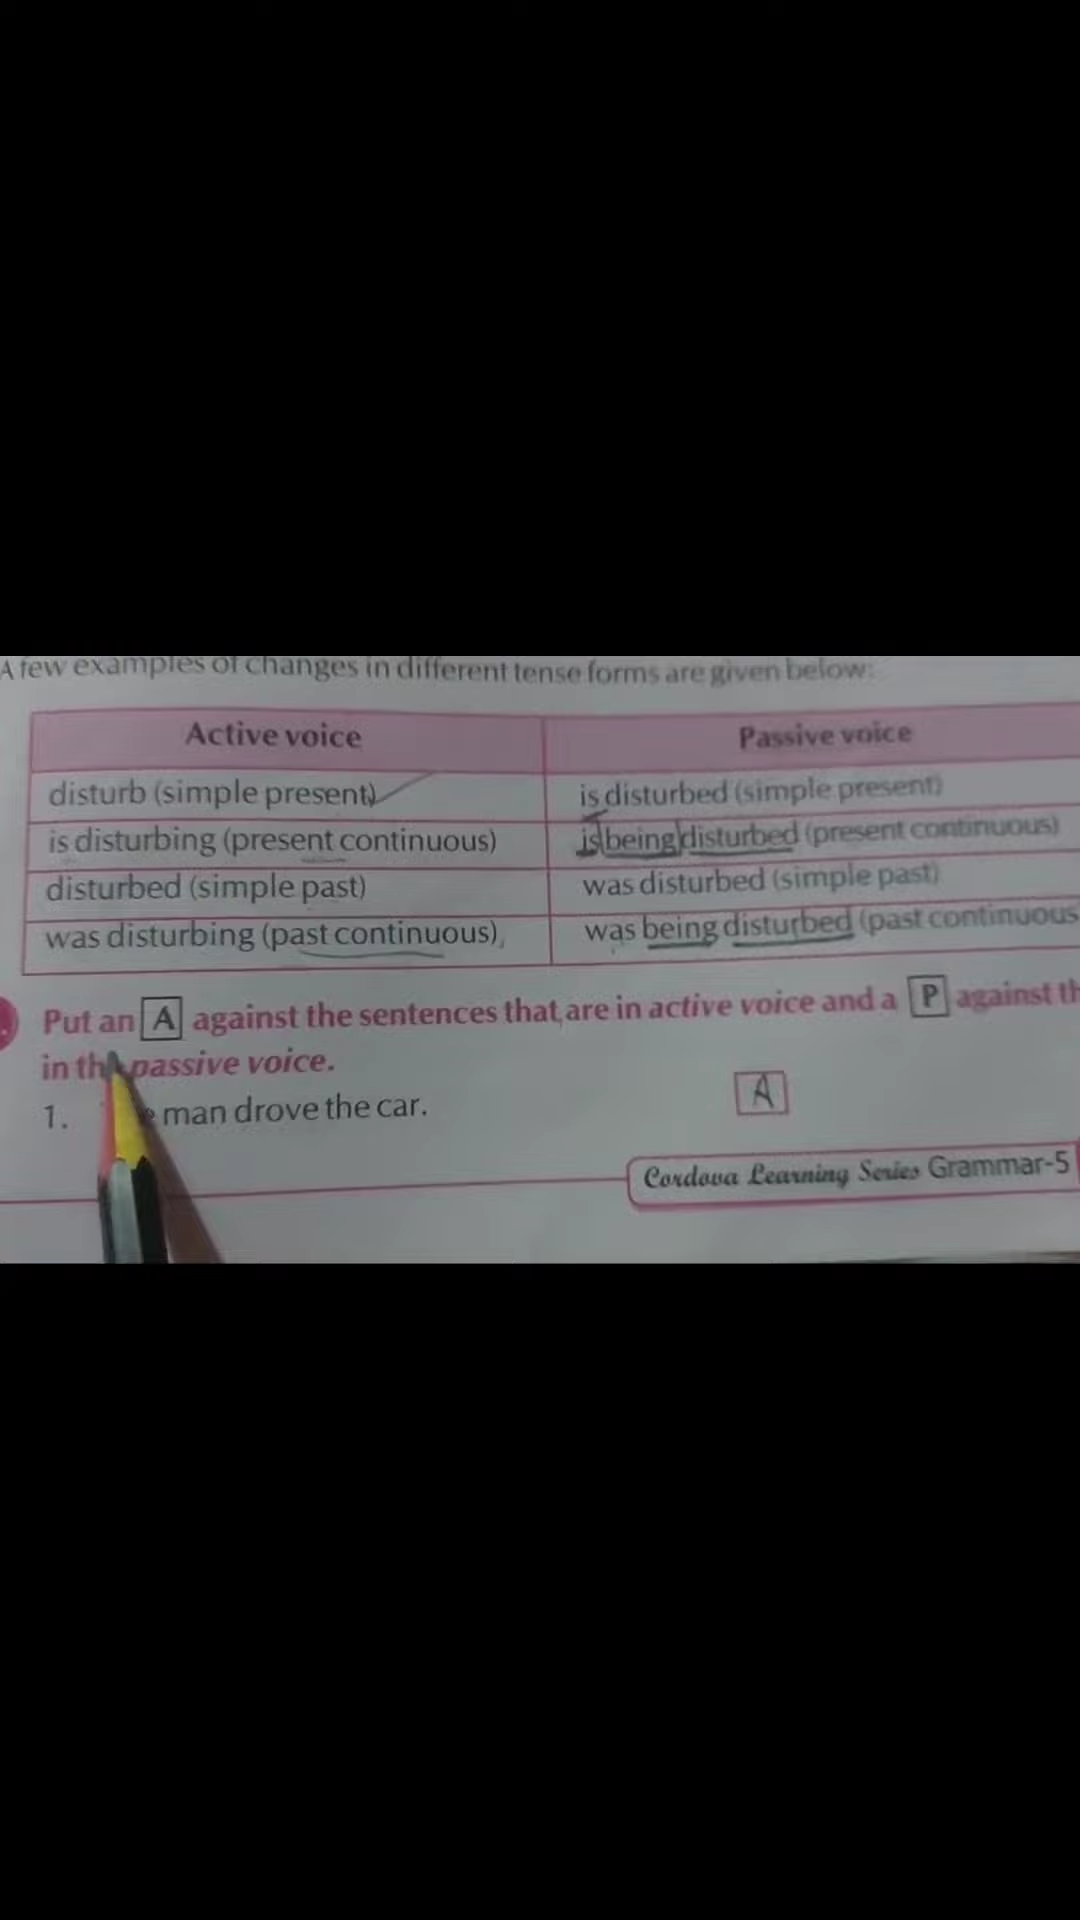 A few examples of changes in different tense forms are given below:
Active voice
Passive voice
disturb (simple present)
is disturbed (simple present)
is disturbing (present continuous)
is being disturbed (present continuous)
disturbed (simple past)
was disturbed (simple past)
was disturbing (past continuous)
was being disturbed (past continuous
Put an A against the sentences that are in active voice and a P against th
in th passive voice.
1. man drove the car.
A
Cordova Learning Series Grammar-5